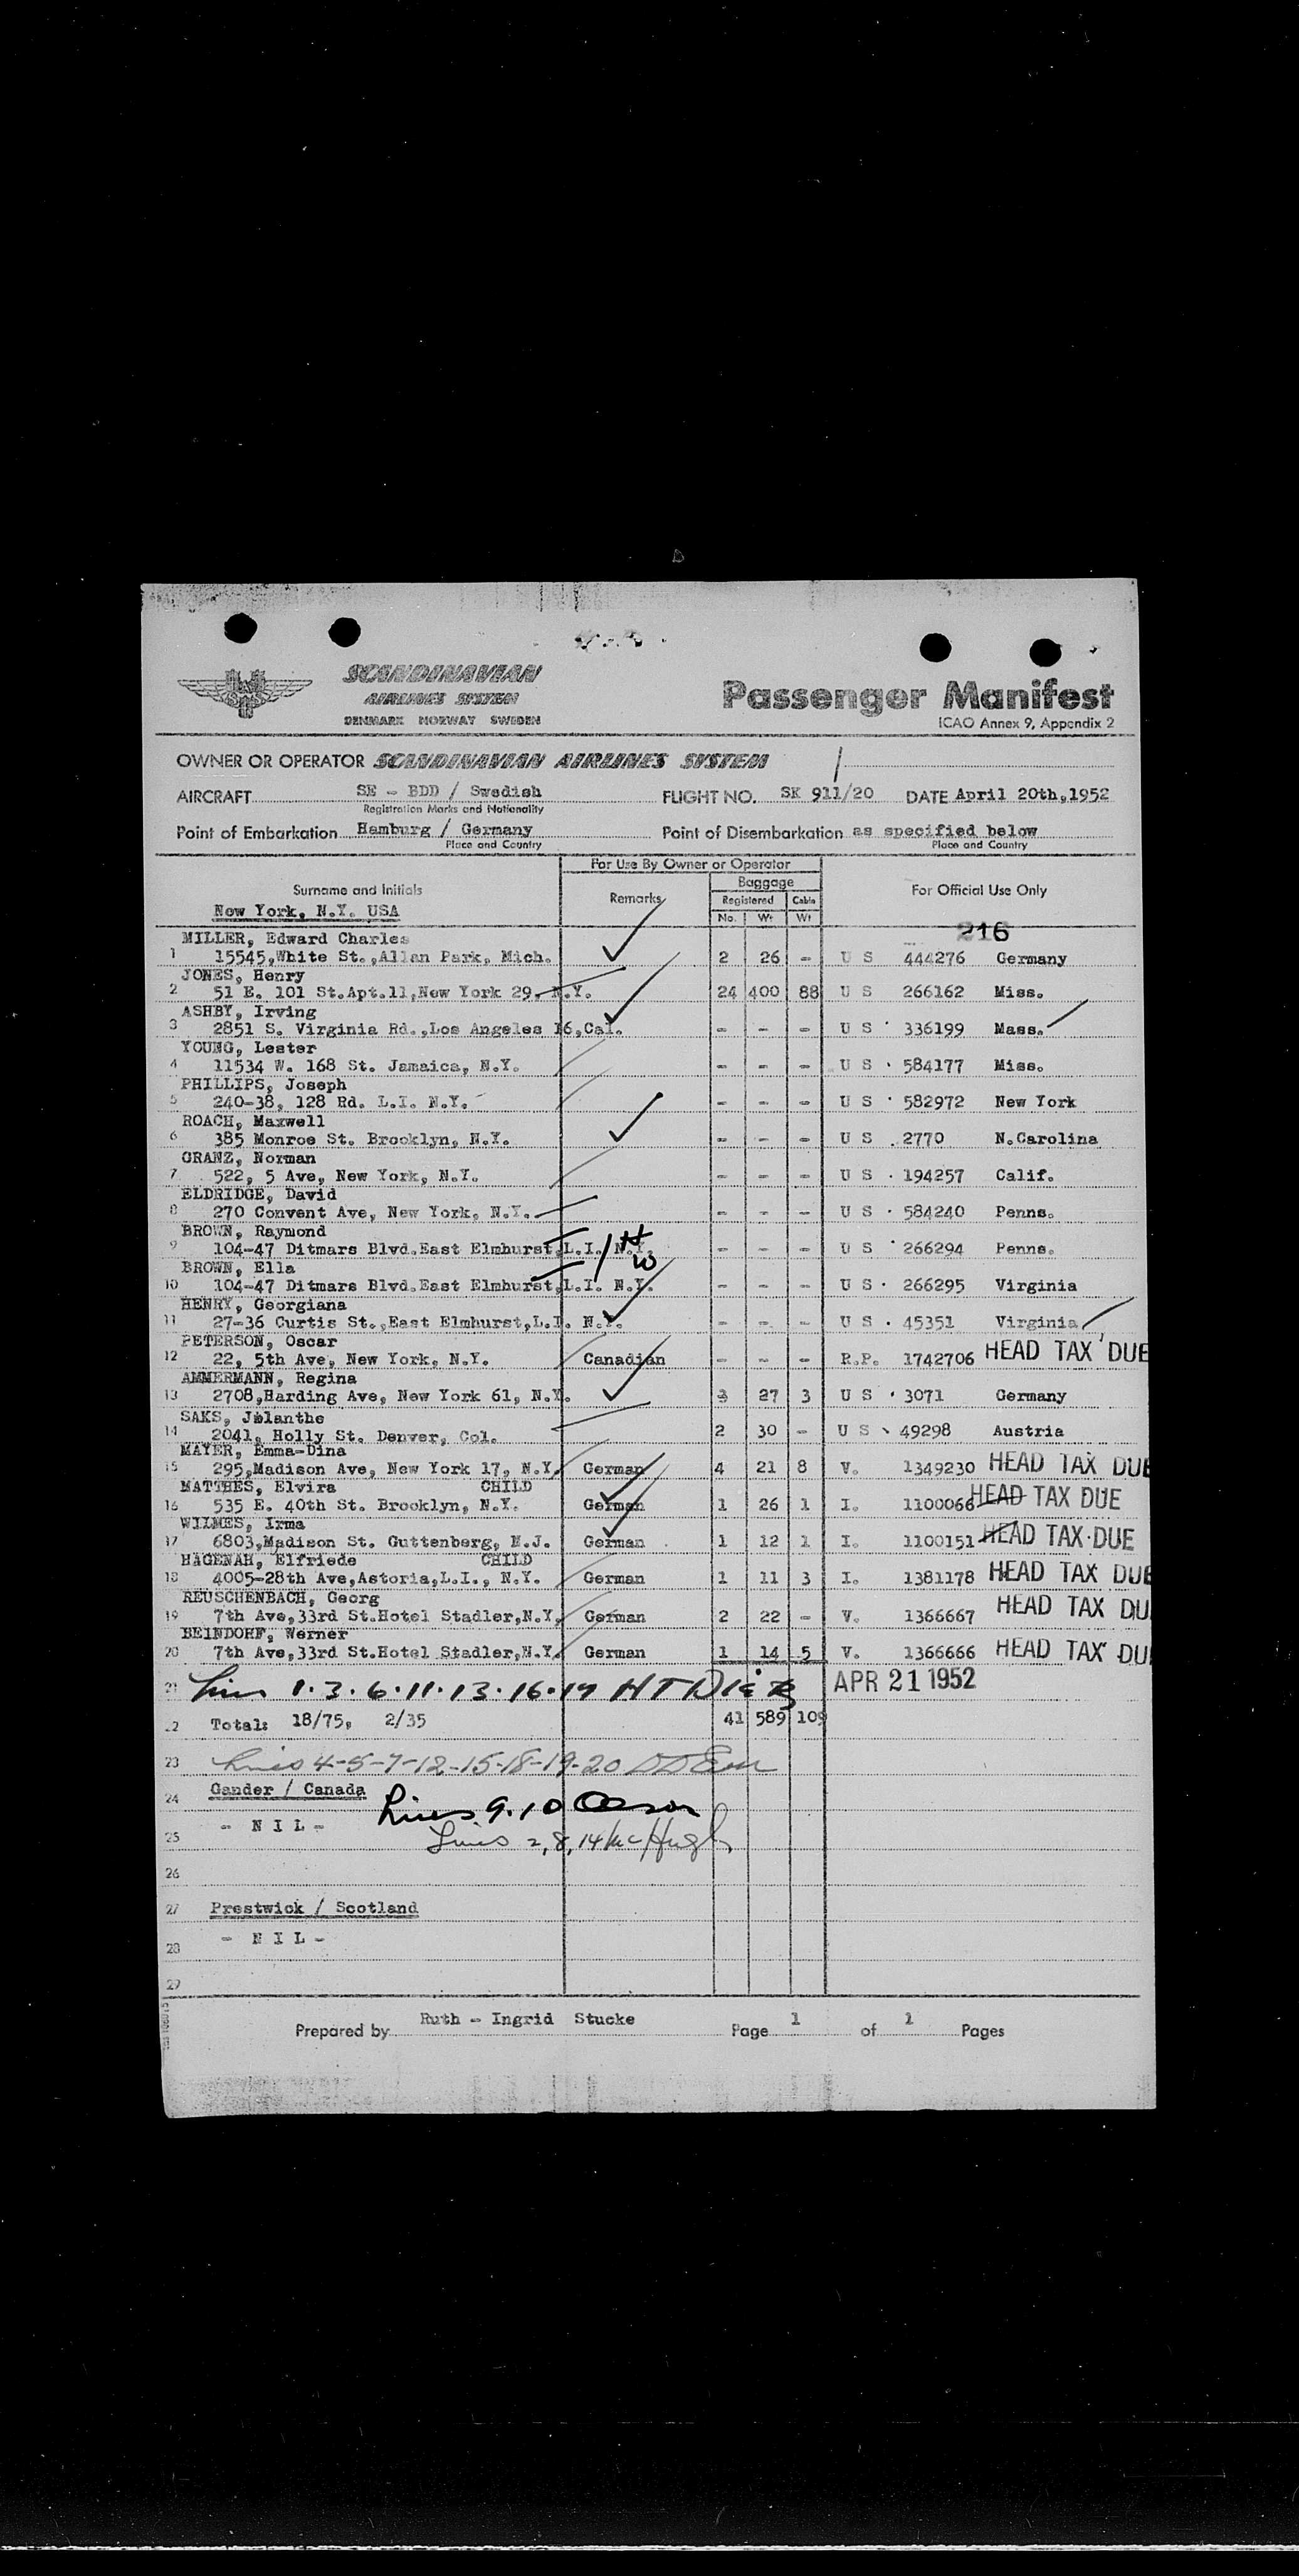 SCANDINAVIAN
AIRLINES SYSTEM
DENMARK NORWAY SWEDEN
Passenger Manifest
ICAO Annex 9, Appendix 2
OWNER OR OPERATOR SCANDINAVIAN AIRLINES SYSTEM
AIRCRAFT SE - BDD / Swedish FLIGHT NO. SK 911/20 DATE April 20th,1952
Registration Marks and Nationality
Point of Embarkation Hamburg / Germany Point of Disembarkation as specified below
Place and Country Place and Country
For Use By Owner or Operator
Surname and Initials Remarks Baggage For Official Use Only
Registered Cabin
New York, N.Y. USA No. Wt Wt
216
MILLER, Edward Charles
1 15545,White St.,Allan Park, Mich. 2 26 - U S 444276 Germany
JONES, Henry
2 51 E. 101 St.Apt.11,New York 29, N.Y. 24 400 88 U S 266162 Miss.
ASHBY, Irving
3 2851 S. Virginia Rd.,Los Angeles 16,Cal. - - - U S 336199 Mass.
YOUNG, Lester
4 11534 W. 168 St. Jamaica, N.Y. - - - U S 584177 Miss.
PHILLIPS, Joseph
5 240-38, 128 Rd. L.I. N.Y. - - - U S 582972 New York
ROACH, Maxwell
6 385 Monroe St. Brooklyn, N.Y. - - - U S 2770 N.Carolina
GRANZ, Norman
7 522, 5 Ave, New York, N.Y. - - - U S 194257 Calif.
ELDRIDGE, David
8 270 Convent Ave, New York, N.Y. - - - U S 584240 Penns.
BROWN, Raymond
9 104-47 Ditmars Blvd.East Elmhurst,L.I. N.Y. H - - - U S 266294 Penns.
BROWN, Ella W
10 104-47 Ditmars Blvd.East Elmhurst,L.I. N.Y. - - - U S 266295 Virginia
HENRY, Georgiana
11 27-36 Curtis St.,East Elmhurst,L.I. N.Y. - - - U S 45351 Virginia
PETERSON, Oscar
12 22, 5th Ave, New York, N.Y. Canadian - - - R.P. 1742706 HEAD TAX DUE
AMMERMANN, Regina
13 2708,Harding Ave, New York 61, N.Y. 3 27 3 U S 3071 Germany
SAKS, Jolanthe
14 2041, Holly St. Denver, Col. 2 30 - U S 49298 Austria
MAYER, Emma-Dina
15 295,Madison Ave, New York 17, N.Y. German 4 21 8 V. 1349230 HEAD TAX DUE
MATTHES, Elvira CHILD
16 535 E. 40th St. Brooklyn, N.Y. German 1 26 1 I. 1100066 HEAD TAX DUE
WILMES, Irma
17 6803,Madison St. Guttenberg, N.J. German 1 12 1 I. 1100151 HEAD TAX DUE
HAGENAH, Elfriede CHILD
18 4005-28th Ave,Astoria,L.I., N.Y. German 1 11 3 I. 1381178 HEAD TAX DUE
REUSCHENBACH, Georg
19 7th Ave,33rd St.Hotel Stadler,N.Y. German 2 22 - V. 1366667 HEAD TAX DU
BEINDORF, Werner
20 7th Ave,33rd St.Hotel Stadler,N.Y. German 1 14 5 V. 1366666 HEAD TAX DU
21 1.3.6.11.13.16.17 APR 21 1952
22 Total: 18/75, 2/35 41 589 109
23 Lines 4-5-7-12-15-18-19-20
Gander / Canada
24 Lines 9.10
- N I L -
25 Lines 2,8,14 McHugh
26
27 Prestwick / Scotland
- N I L -
28
29
Prepared by Ruth - Ingrid Stucke Page 1 of 1 Pages